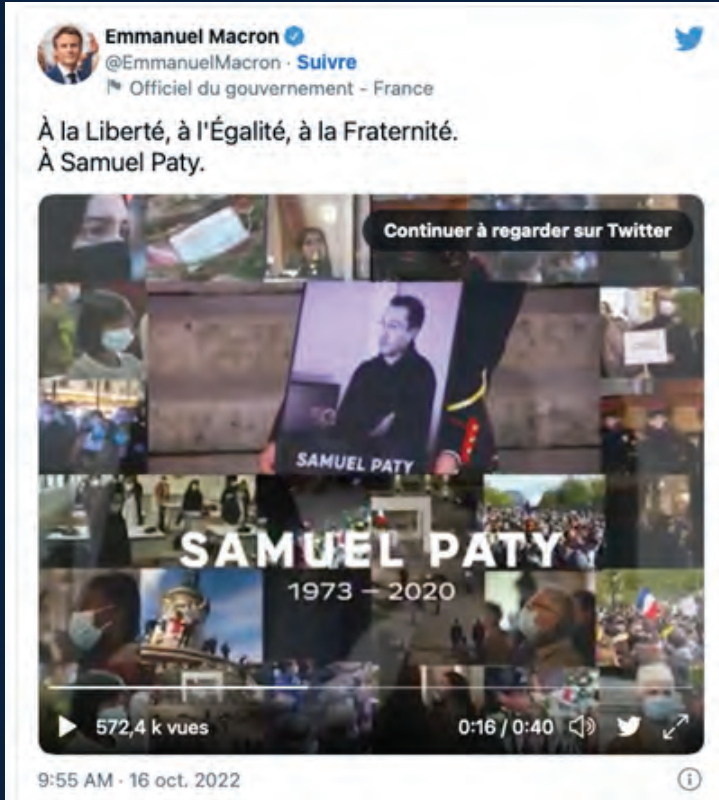 Emmanuel Macron
@EmmanuelMacron · Suivre
Officiel du gouvernement - France
À la Liberté, à l'Égalité, à la Fraternité.
À Samuel Paty.
Continuer à regarder sur Twitter
SAMUEL PATY
SAMUEL PATY
1973 – 2020
572,4 k vues
0:16 / 0:40
9:55 AM · 16 oct. 2022